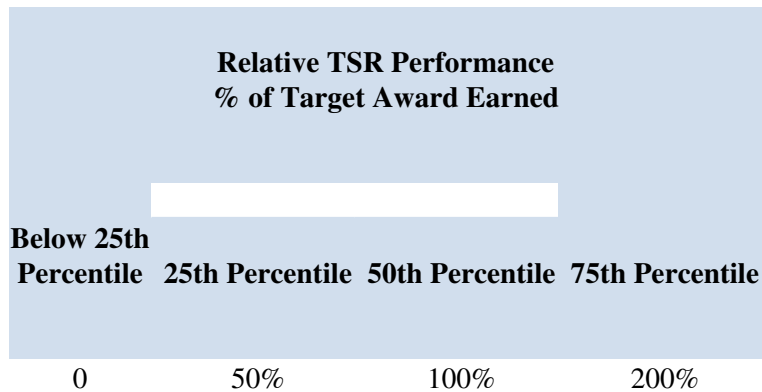 Relative TSR Performance
% of Target Award Earned
Below 25th
Percentile 25th Percentile 50th Percentile 75th Percentile
0 50% 100% 200%